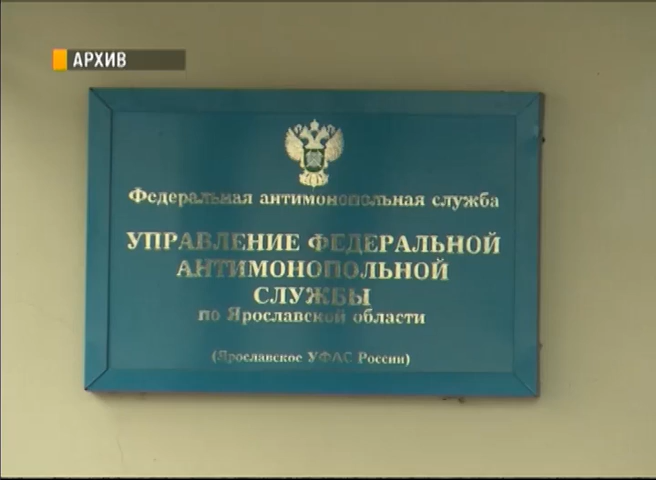 АРХИВ
Федеральная антимонопольная служба
УПРАВЛЕНИЕ ФЕДЕРАЛЬНОЙ
АНТИМОНОПОЛЬНОЙ
СЛУЖБЫ
по Ярославской области
(Ярославское УФАС России)